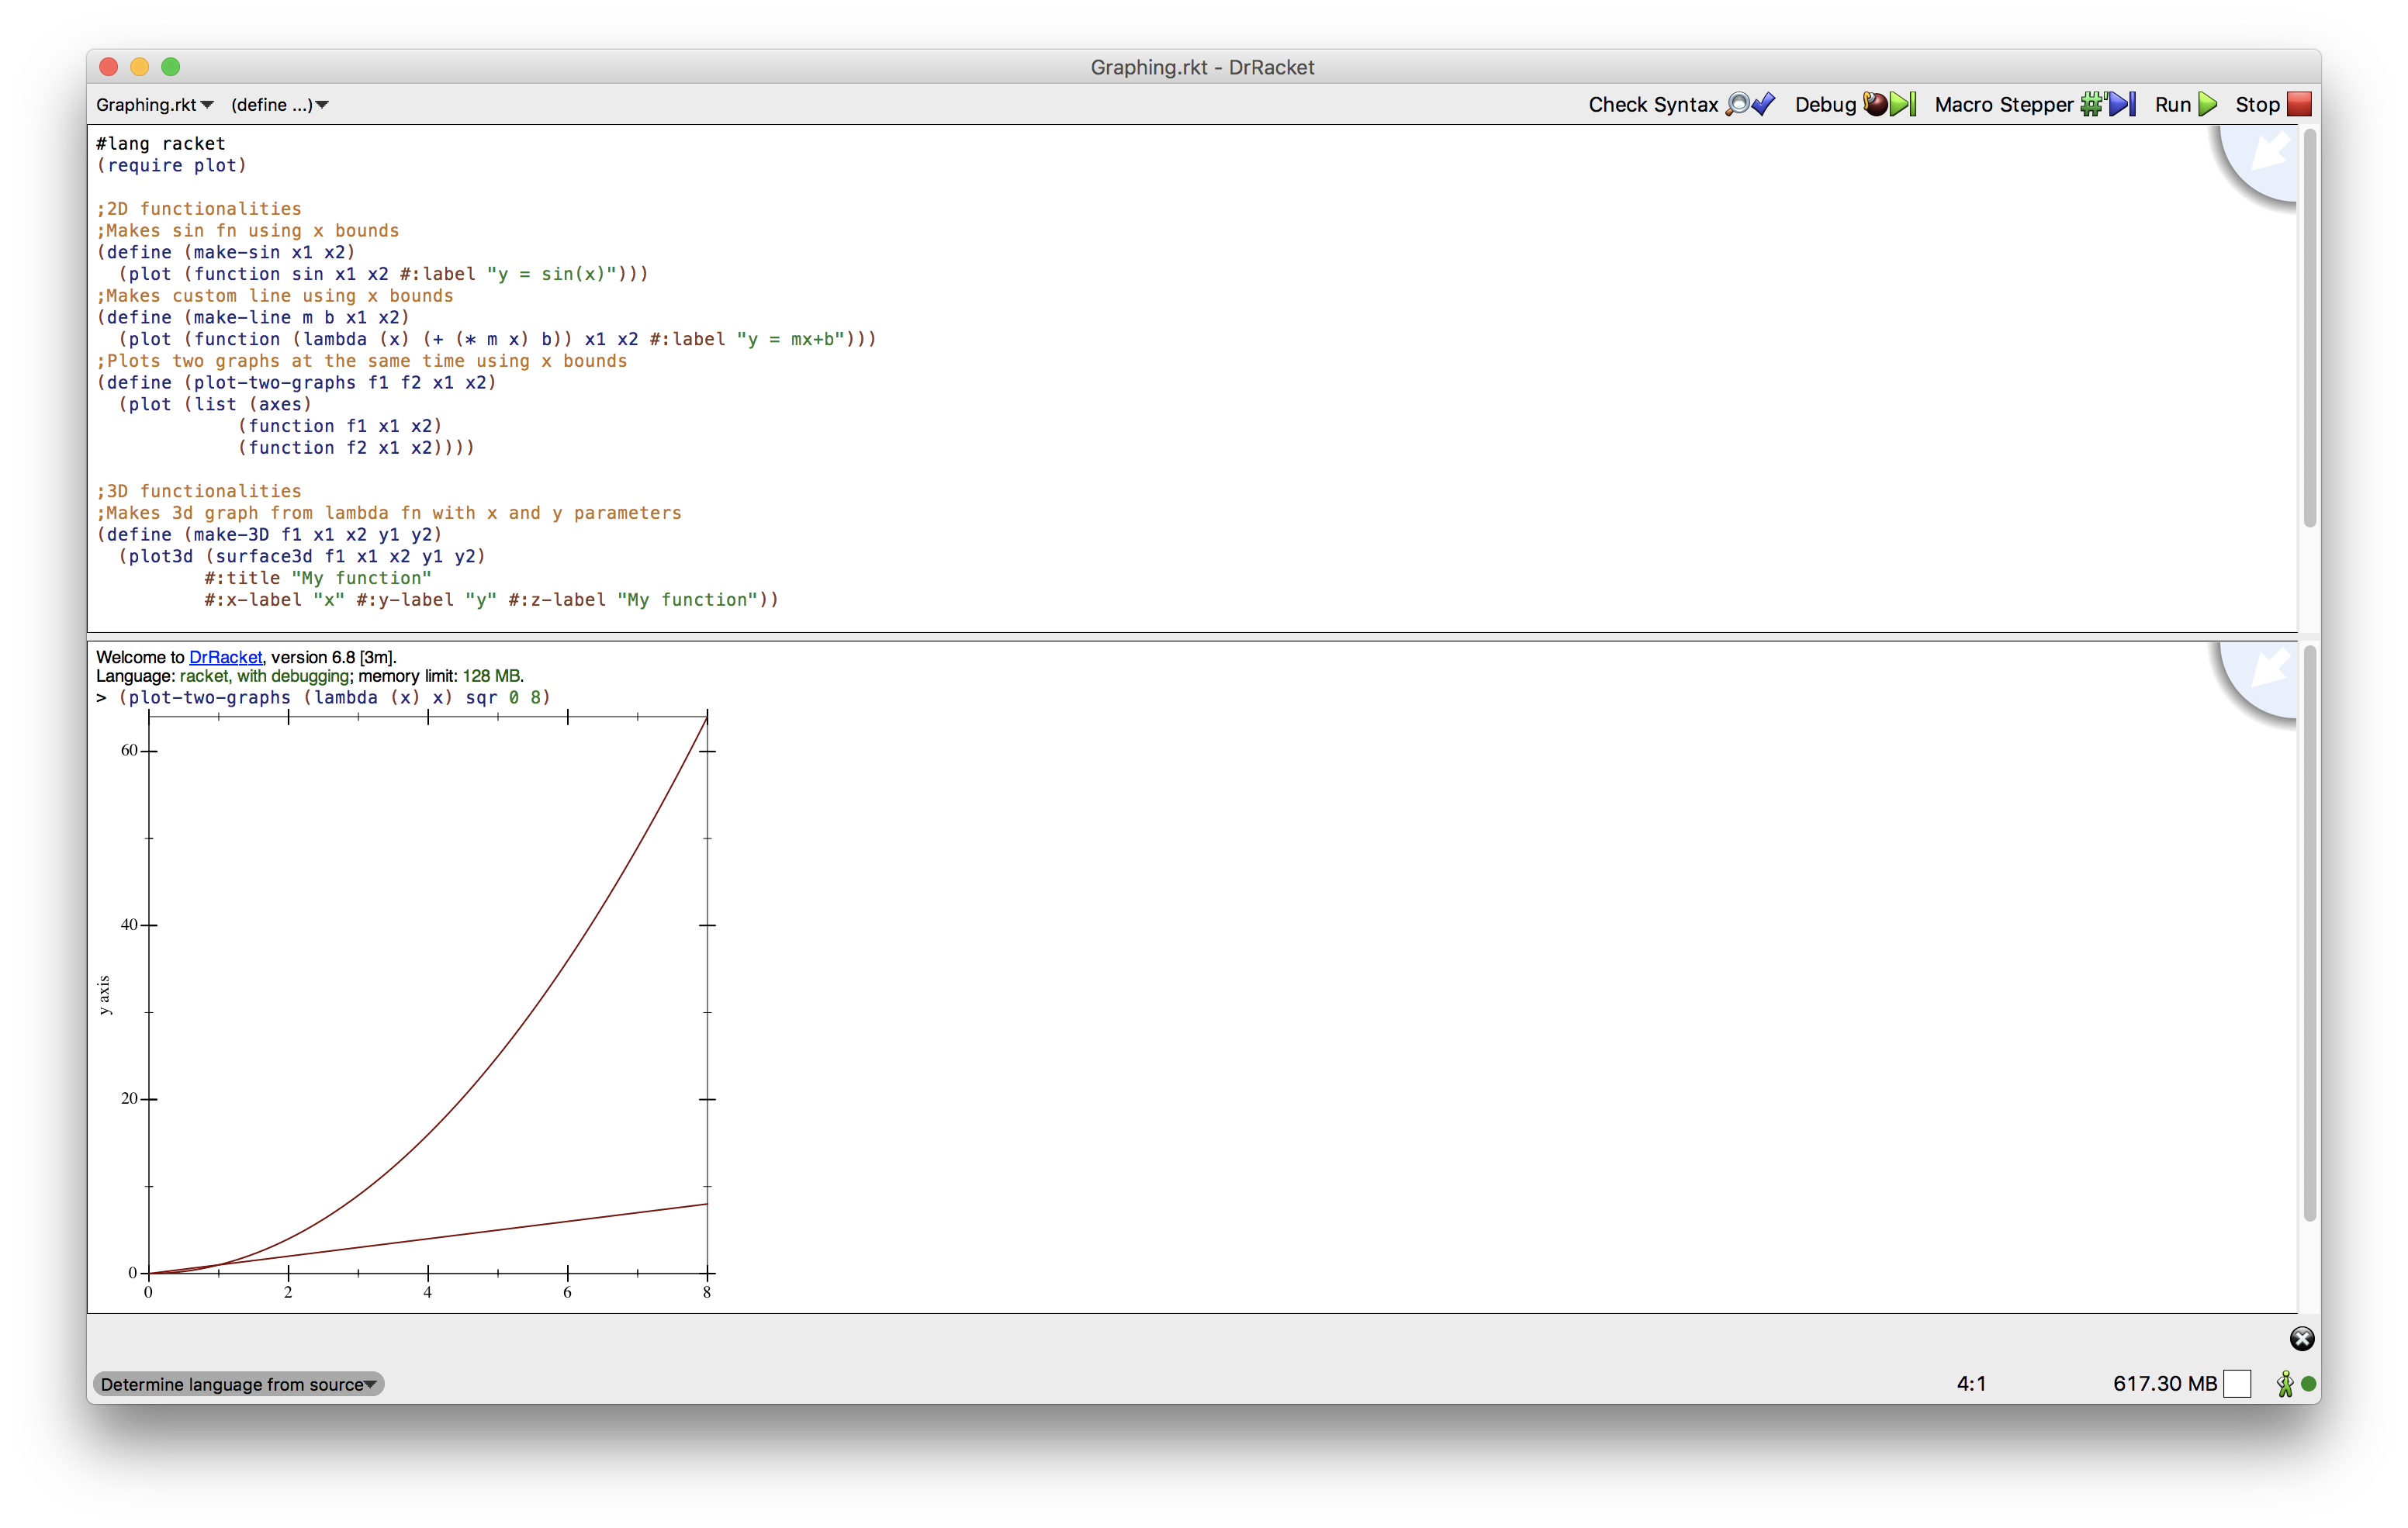 Graphing.rkt - DrRacket
Graphing.rkt (define ...) Check Syntax Debug Macro Stepper Run Stop
#lang racket
(require plot)
;2D functionalities
;Makes sin fn using x bounds
(define (make-sin x1 x2)
(plot (function sin x1 x2 #:label "y = sin(x)")))
;Makes custom line using x bounds
(define (make-line m b x1 x2)
(plot (function (lambda (x) (+ (* m x) b)) x1 x2 #:label "y = mx+b")))
;Plots two graphs at the same time using x bounds
(define (plot-two-graphs f1 f2 x1 x2)
(plot (list (axes)
(function f1 x1 x2)
(function f2 x1 x2))))
;3D functionalities
;Makes 3d graph from lambda fn with x and y parameters
(define (make-3D f1 x1 x2 y1 y2)
(plot3d (surface3d f1 x1 x2 y1 y2)
#:title "My function"
#:x-label "x" #:y-label "y" #:z-label "My function"))
Welcome to DrRacket, version 6.8 [3m].
Language: racket, with debugging; memory limit: 128 MB.
> (plot-two-graphs (lambda (x) x) sqr 0 8)
60
40
y axis
20
0
0 2 4 6 8
Determine language from source 4:1 617.30 MB